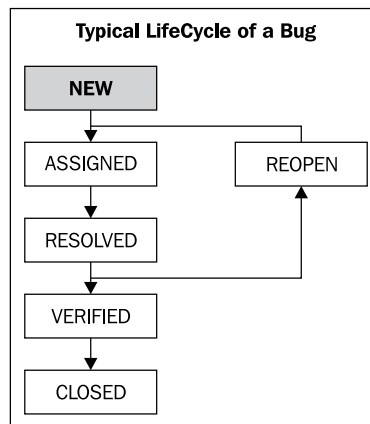 Typical LifeCycle of a Bug
NEW
ASSIGNED
REOPEN
RESOLVED
VERIFIED
CLOSED